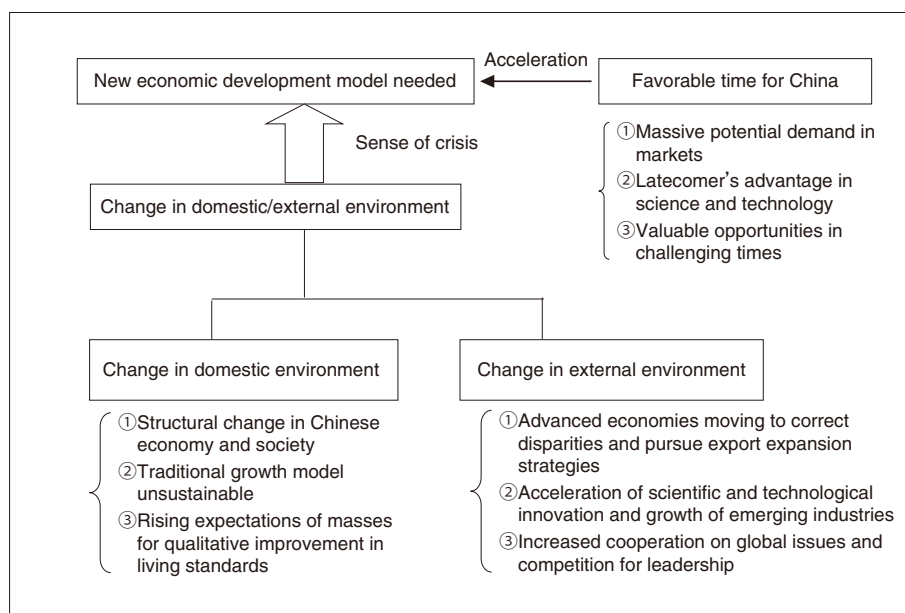 New economic development model needed
Acceleration
Favorable time for China
①Massive potential demand in
markets
②Latecomer’s advantage in
science and technology
③Valuable opportunities in
challenging times
Sense of crisis
Change in domestic/external environment
Change in domestic environment
①Structural change in Chinese
economy and society
②Traditional growth model
unsustainable
③Rising expectations of masses
for qualitative improvement in
living standards
Change in external environment
①Advanced economies moving to correct
disparities and pursue export expansion
strategies
②Acceleration of scientific and technological
innovation and growth of emerging industries
③Increased cooperation on global issues and
competition for leadership